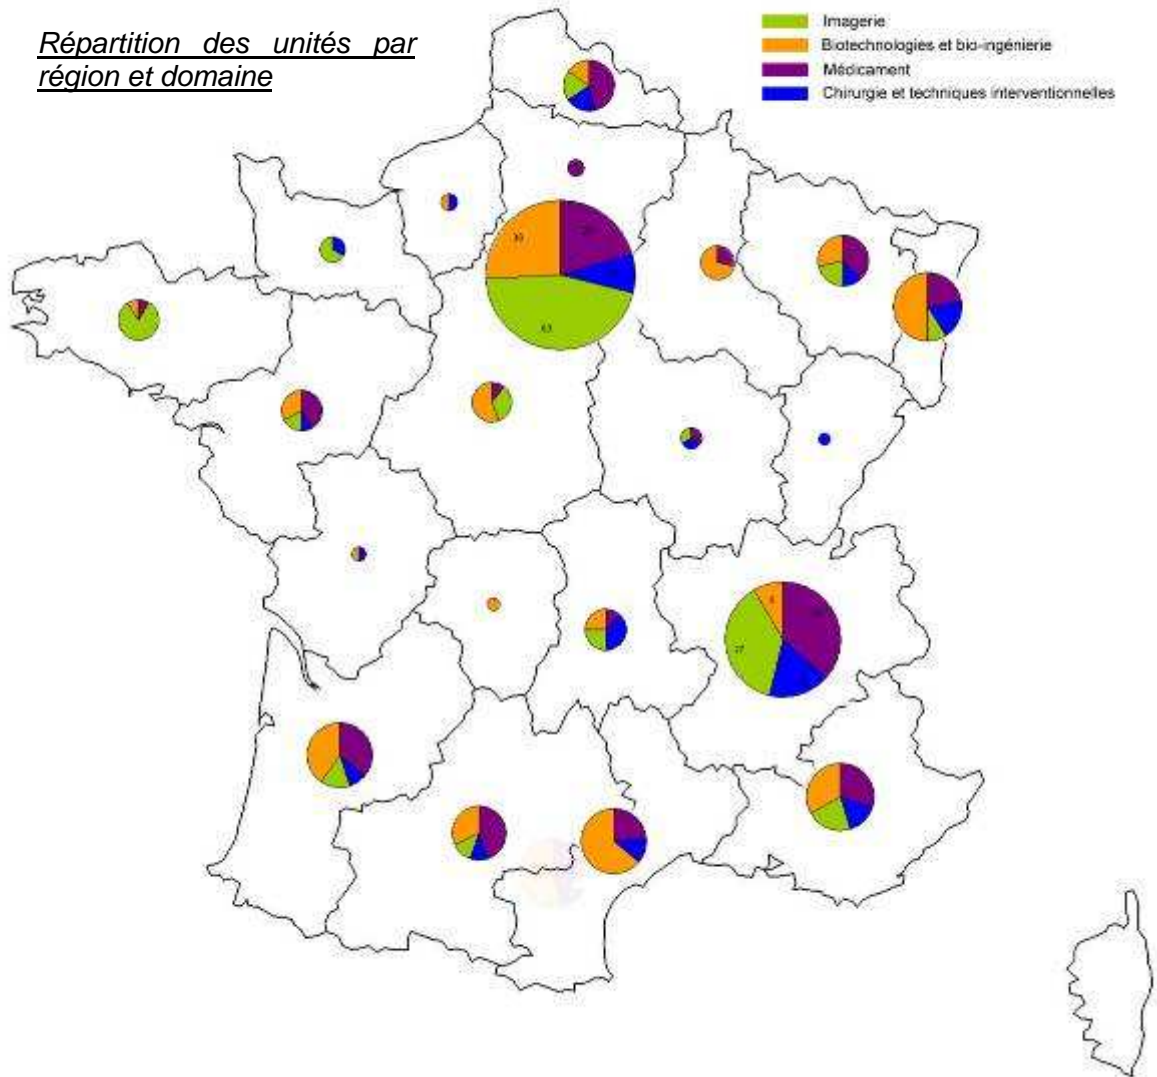 Répartition des unités par
région et domaine
Imagerie
Biotechnologies et bio-ingénierie
Médicament
Chirurgie et techniques interventionnelles